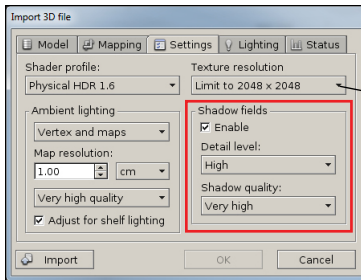 Import 3D file
Model
Mapping
Settings
Lighting
Status
Shader profile:
Physical HDR 1.6
Texture resolution
Limit to 2048 x 2048
Ambient lighting
Vertex and maps
Map resolution:
1.00
cm
Very high quality
Adjust for shelf lighting
Shadow fields
Enable
Detail level:
High
Shadow quality:
Very high
Import
OK
Cancel